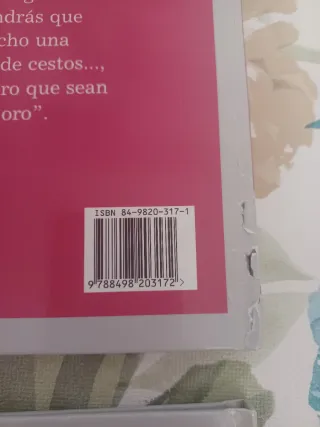 ndrás que
cho una
de cestos...,
ro que sean
oro”.
ISBN 84-9820-317-1
9 788498 203172 >